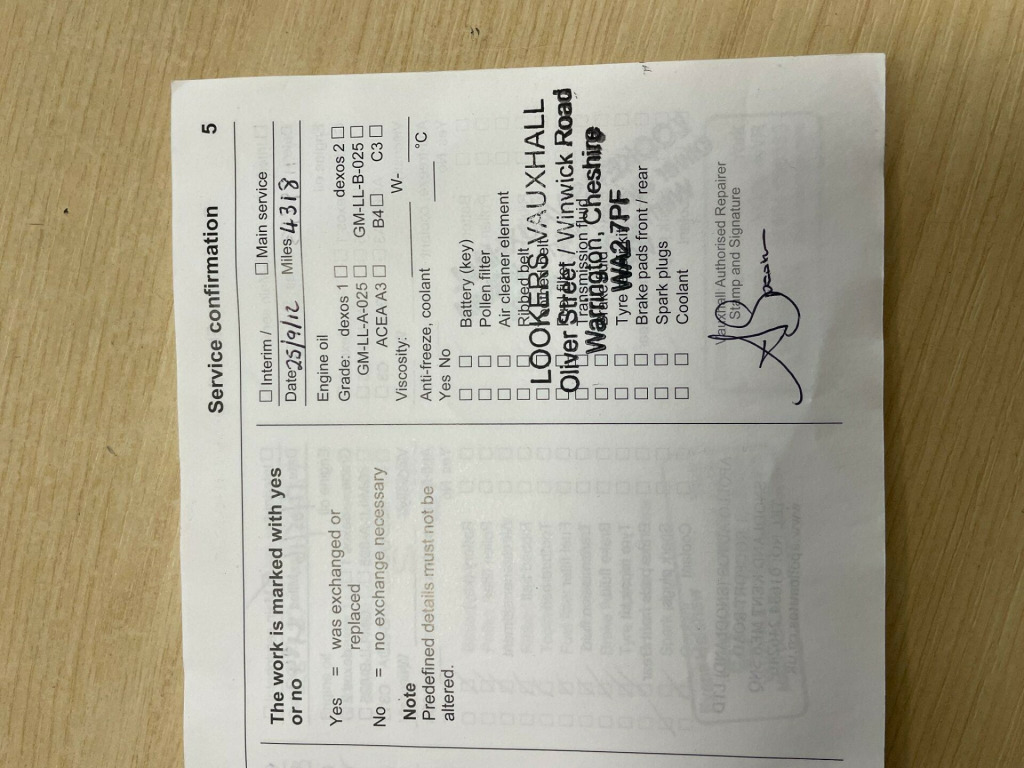 Service confirmation 5
The work is marked with yes
or no
Yes = was exchanged or
replaced
No = no exchange necessary
Note
Predefined details must not be
altered.
☐ Interim / ☐ Main service
Date 25/9/12 Miles 4318
Engine oil
Grade: dexos 1 ☐ dexos 2 ☐
GM-LL-A-025 ☐ GM-LL-B-025 ☐
ACEA A3 ☐ B4 ☐ C3 ☐
Viscosity: W-
Anti-freeze, coolant °C
Yes No
☐ ☐ Battery (key)
☐ ☐ Pollen filter
☐ ☐ Air cleaner element
☐ ☐ Ribbed belt
LOOKERS VAUXHALL
Oliver Street / Winwick Road
☐ ☐ Transmission fluid
Warrington, Cheshire
☐ ☐ Tyre
WA2 7PF
☐ ☐ Brake pads front / rear
☐ ☐ Spark plugs
☐ ☐ Coolant
Vauxhall Authorised Repairer
Stamp and Signature